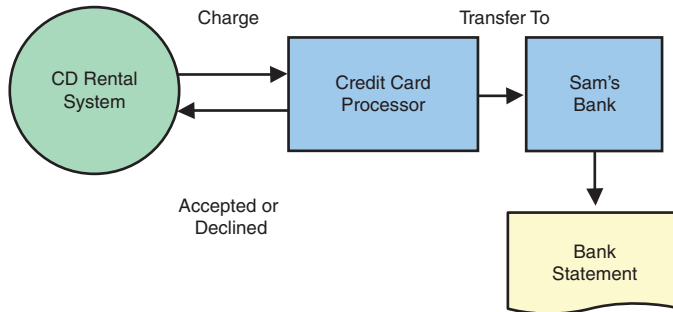 Charge
Transfer To
CD Rental
System
Credit Card
Processor
Sam's
Bank
Accepted or
Declined
Bank
Statement